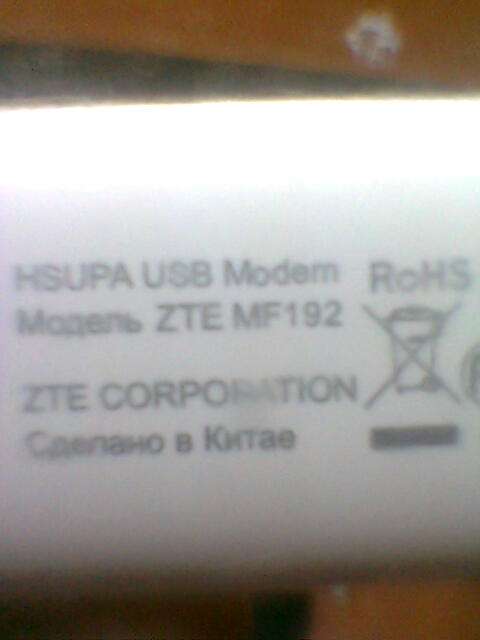 HSUPA USB Modem
RoHS
Модель ZTE MF192
ZTE CORPORATION
Сделано в Китае